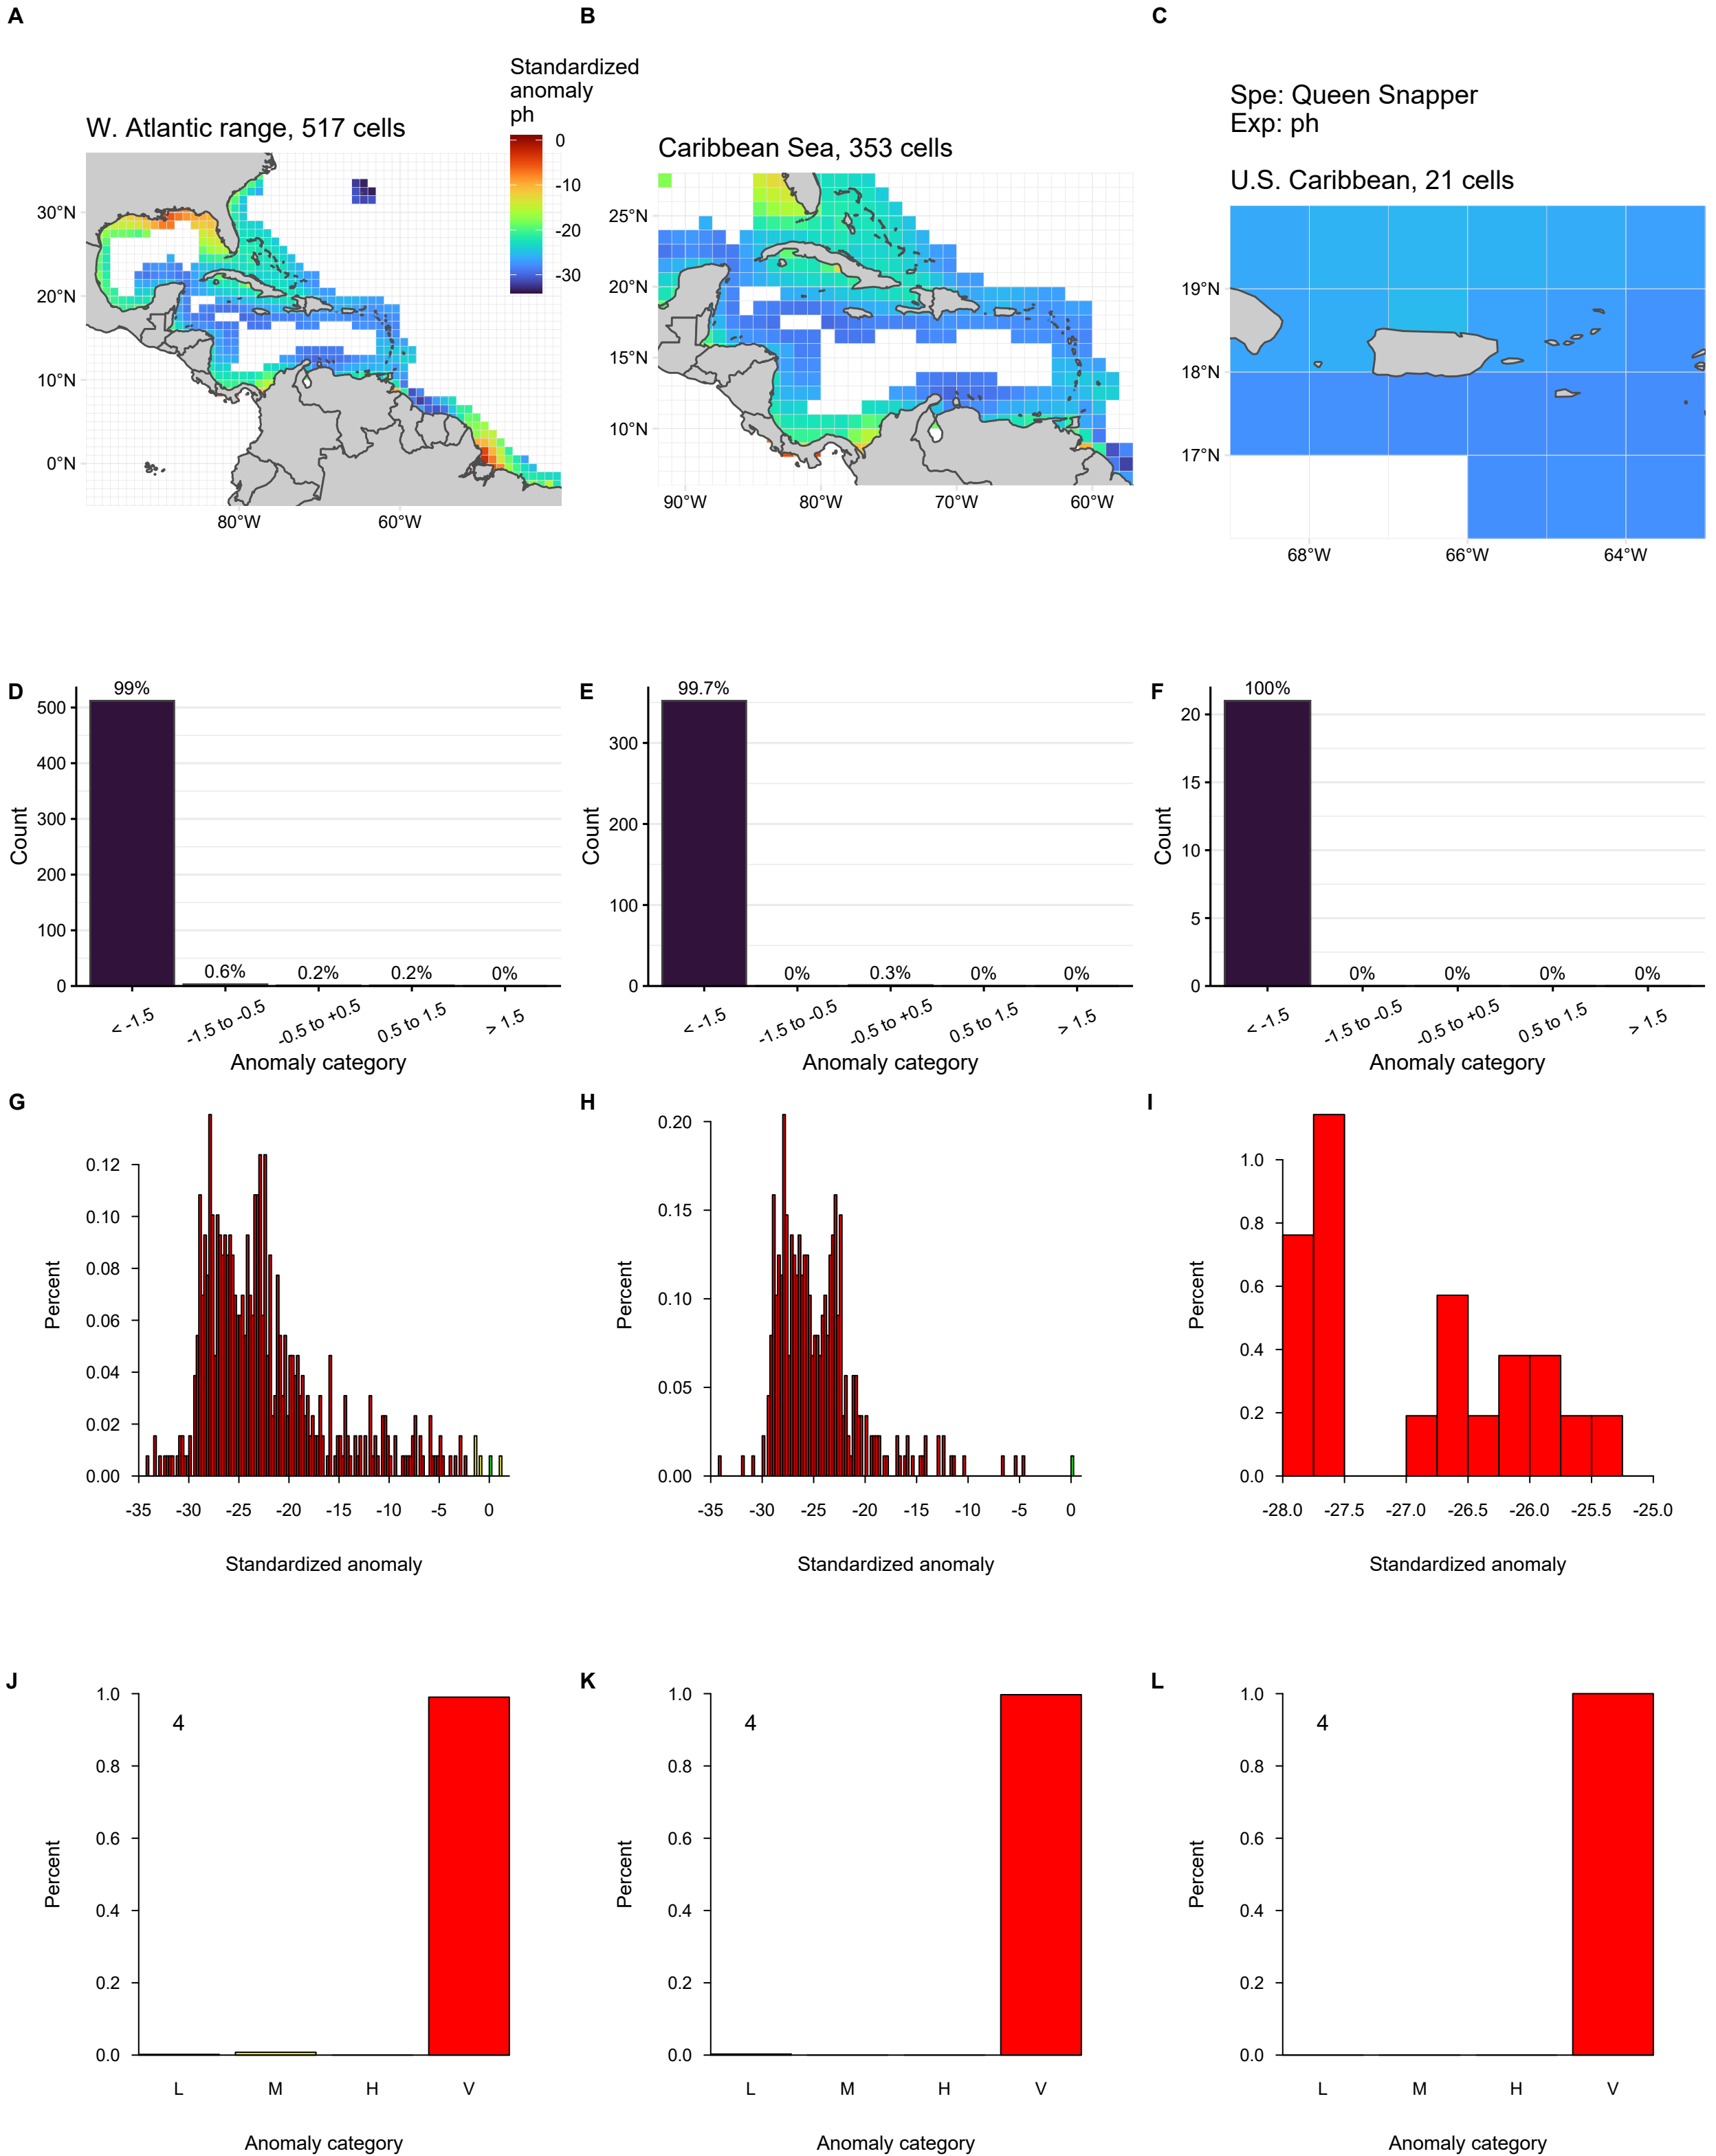 A
B
C
Standardized
anomaly
ph
0
-10
-20
-30
W. Atlantic range, 517 cells
30°N
20°N
10°N
0°N
80°W
60°W
Caribbean Sea, 353 cells
25°N
20°N
15°N
10°N
90°W
80°W
70°W
60°W
Spe: Queen Snapper
Exp: ph
U.S. Caribbean, 21 cells
19°N
18°N
17°N
68°W
66°W
64°W
D
Count
500
400
300
200
100
0
99%
0.6%
0.2%
0.2%
0%
< -1.5
-1.5 to -0.5
-0.5 to +0.5
0.5 to 1.5
> 1.5
Anomaly category
E
Count
300
200
100
0
99.7%
0%
0.3%
0%
0%
< -1.5
-1.5 to -0.5
-0.5 to +0.5
0.5 to 1.5
> 1.5
Anomaly category
F
Count
20
15
10
5
0
100%
0%
0%
0%
0%
< -1.5
-1.5 to -0.5
-0.5 to +0.5
0.5 to 1.5
> 1.5
Anomaly category
G
Percent
0.12
0.10
0.08
0.06
0.04
0.02
0.00
-35
-30
-25
-20
-15
-10
-5
0
Standardized anomaly
H
Percent
0.20
0.15
0.10
0.05
0.00
-35
-30
-25
-20
-15
-10
-5
0
Standardized anomaly
I
Percent
1.0
0.8
0.6
0.4
0.2
0.0
-28.0
-27.5
-27.0
-26.5
-26.0
-25.5
-25.0
Standardized anomaly
J
Percent
1.0
0.8
0.6
0.4
0.2
0.0
4
L
M
H
V
Anomaly category
K
Percent
1.0
0.8
0.6
0.4
0.2
0.0
4
L
M
H
V
Anomaly category
L
Percent
1.0
0.8
0.6
0.4
0.2
0.0
4
L
M
H
V
Anomaly category